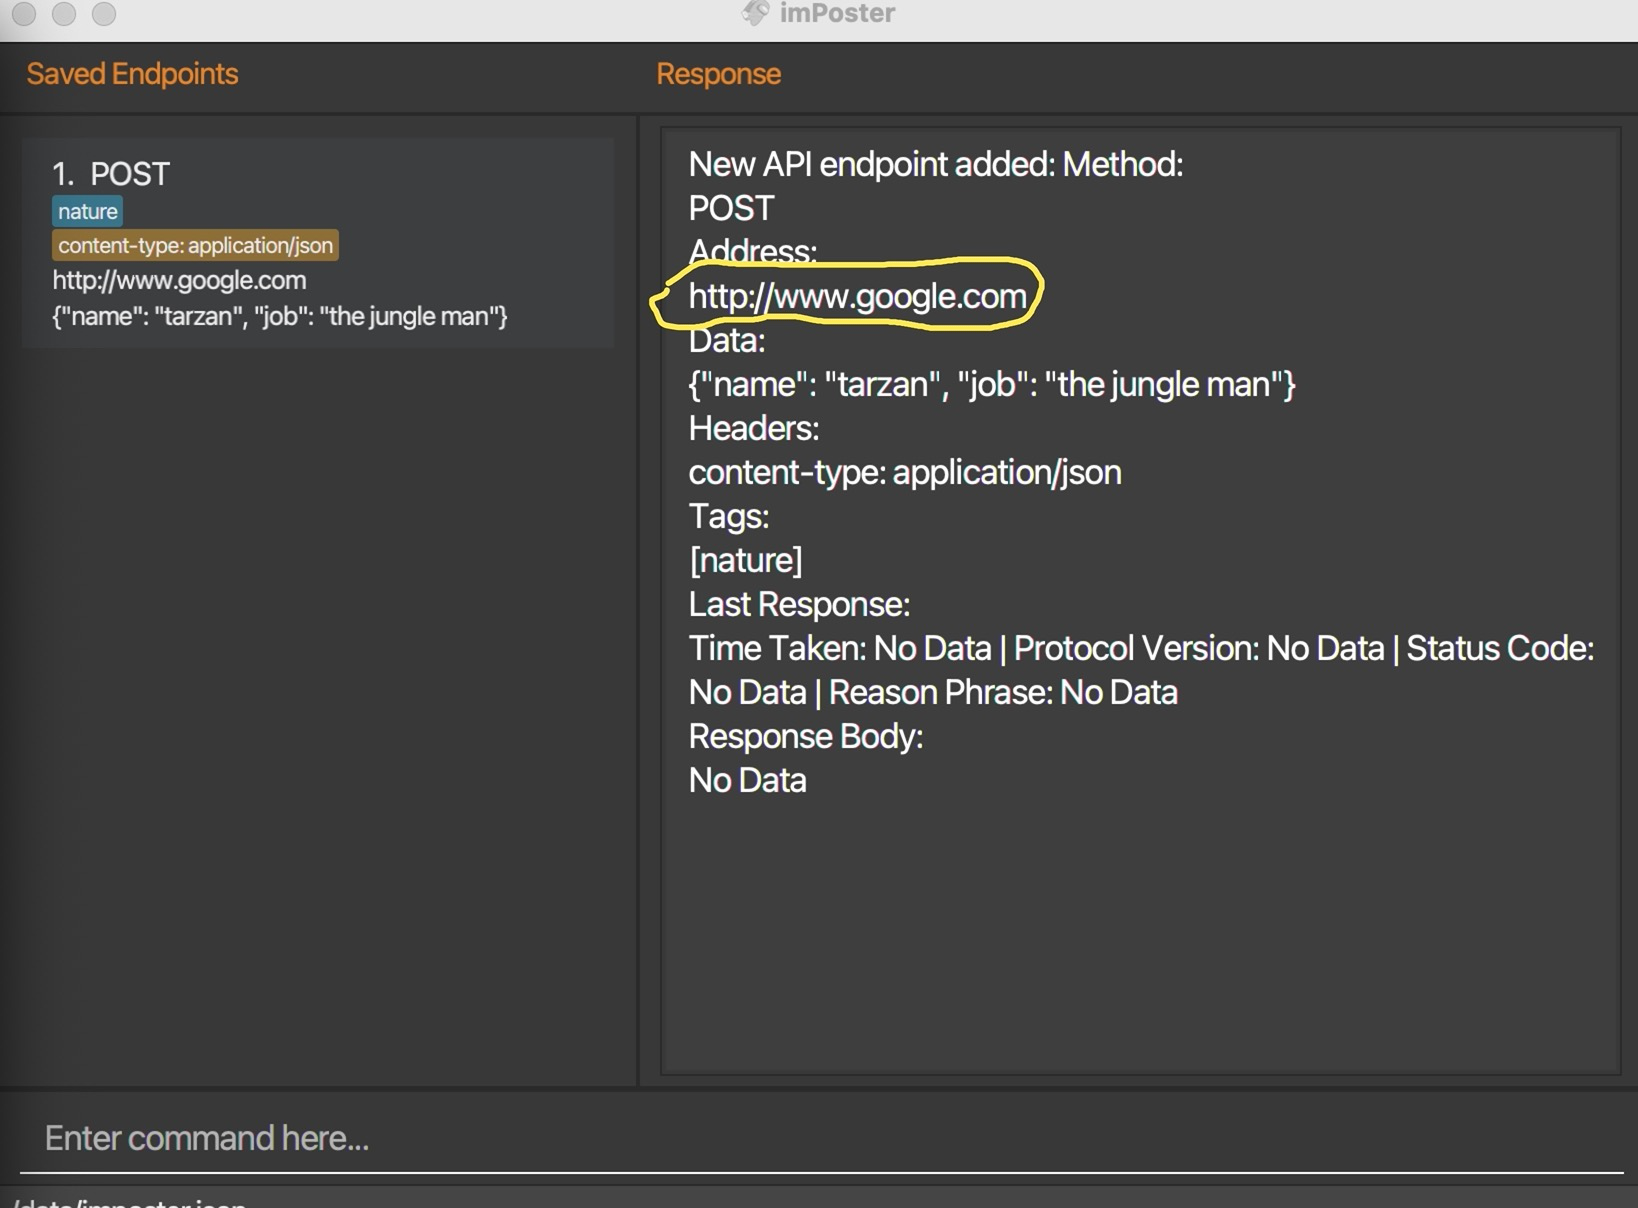 imPoster
Saved Endpoints
Response
1. POST
nature
content-type: application/json
http://www.google.com
{"name": "tarzan", "job": "the jungle man"}
New API endpoint added: Method:
POST
Address:
http://www.google.com
Data:
{"name": "tarzan", "job": "the jungle man"}
Headers:
content-type: application/json
Tags:
[nature]
Last Response:
Time Taken: No Data | Protocol Version: No Data | Status Code:
No Data | Reason Phrase: No Data
Response Body:
No Data
Enter command here...
/data/imposter.json